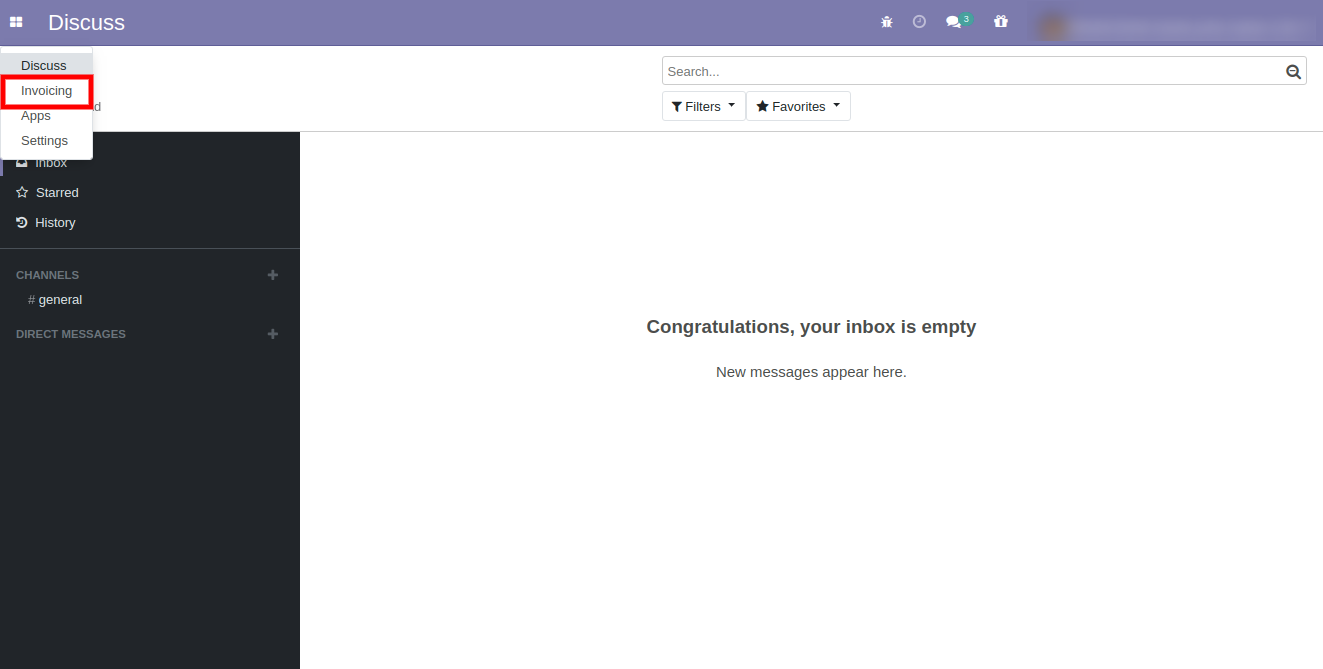 Discuss
3
Discuss
Invoicing
Apps
Settings
Search...
Filters
Favorites
Inbox
Starred
History
CHANNELS
# general
DIRECT MESSAGES
Congratulations, your inbox is empty
New messages appear here.